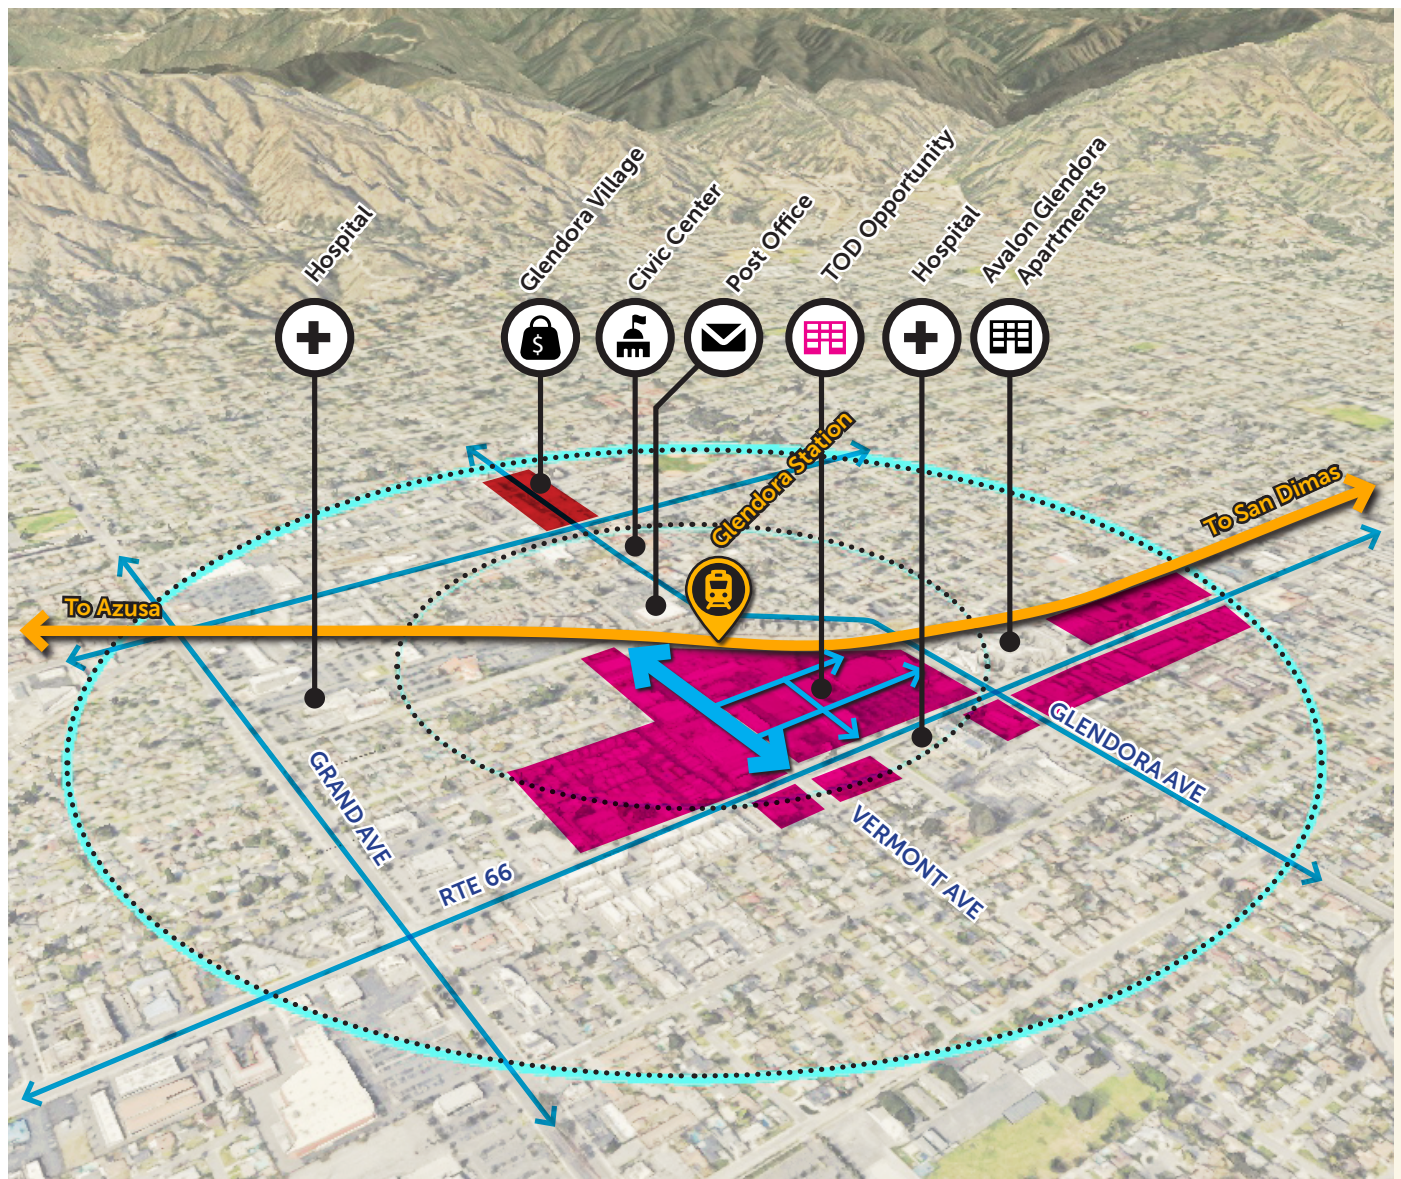 Hospital
Glendora Village
Civic Center
Post Office
TOD Opportunity
Hospital
Avalon Glendora
Apartments
$
Glendora Station
To San Dimas
To Azusa
GLENDORA AVE
GRAND AVE
VERMONT AVE
RTE 66